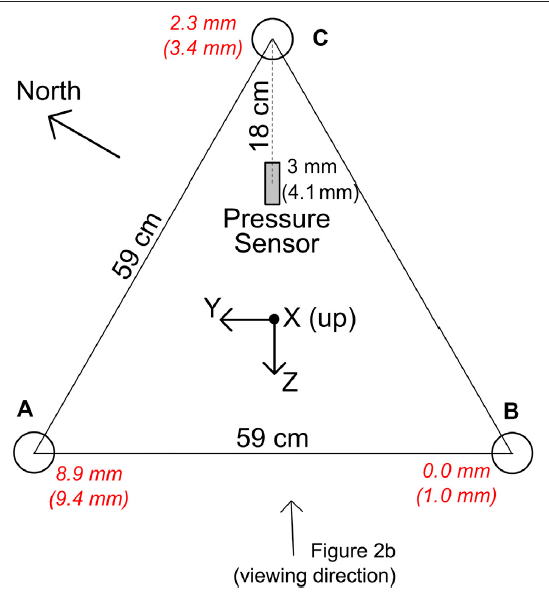 2.3 mm
(3.4 mm)
C
North
18 cm
3 mm
(4.1 mm)
Pressure
Sensor
59 cm
Y
X (up)
Z
A
B
59 cm
8.9 mm
(9.4 mm)
0.0 mm
(1.0 mm)
Figure 2b
(viewing direction)